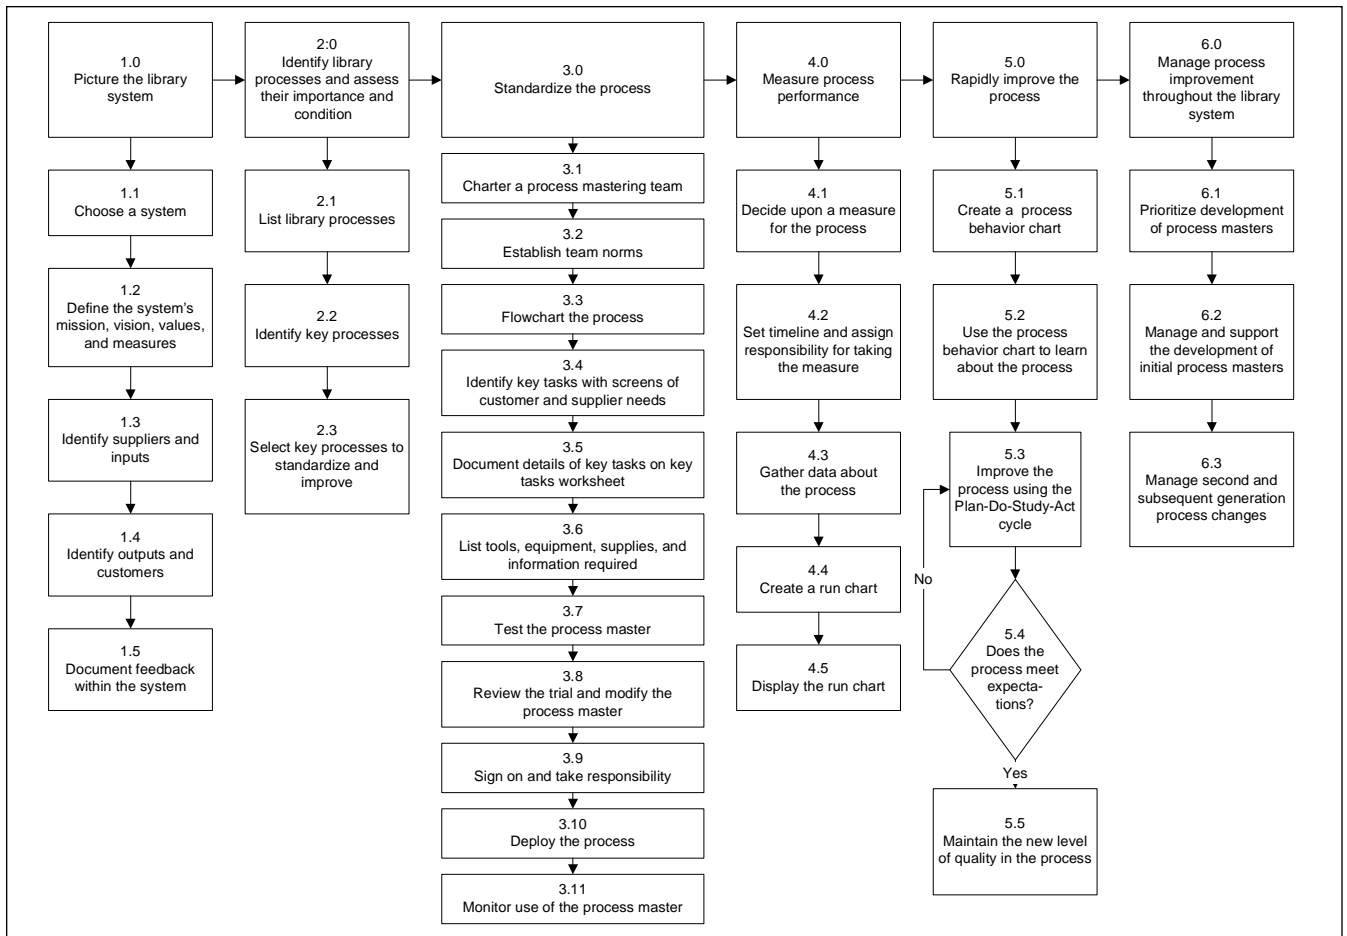 1.0
Picture the library
system
2:0
Identify library
processes and assess
their importance and
condition
3.0
Standardize the process
4.0
Measure process
performance
5.0
Rapidly improve the
process
6.0
Manage process
improvement
throughout the library
system
1.1
Choose a system
1.2
Define the system's
mission, vision, values,
and measures
1.3
Identify suppliers and
inputs
1.4
Identify outputs and
customers
1.5
Document feedback
within the system
2.1
List library processes
2.2
Identify key processes
2.3
Select key processes to
standardize and
improve
3.1
Charter a process mastering team
3.2
Establish team norms
3.3
Flowchart the process
3.4
Identify key tasks with screens of
customer and supplier needs
3.5
Document details of key tasks on key
tasks worksheet
3.6
List tools, equipment, supplies, and
information required
3.7
Test the process master
3.8
Review the trial and modify the
process master
3.9
Sign on and take responsibility
3.10
Deploy the process
3.11
Monitor use of the process master
4.1
Decide upon a measure
for the process
4.2
Set timeline and assign
responsibility for taking
the measure
4.3
Gather data about
the process
4.4
Create a run chart
4.5
Display the run chart
5.1
Create a process
behavior chart
5.2
Use the process
behavior chart to learn
about the process
5.3
Improve the
process using the
Plan-Do-Study-Act
cycle
No
5.4
Does the
process meet
expecta-
tions?
Yes
5.5
Maintain the new level
of quality in the process
6.1
Prioritize development
of process masters
6.2
Manage and support
the development of
initial process masters
6.3
Manage second and
subsequent generation
process changes